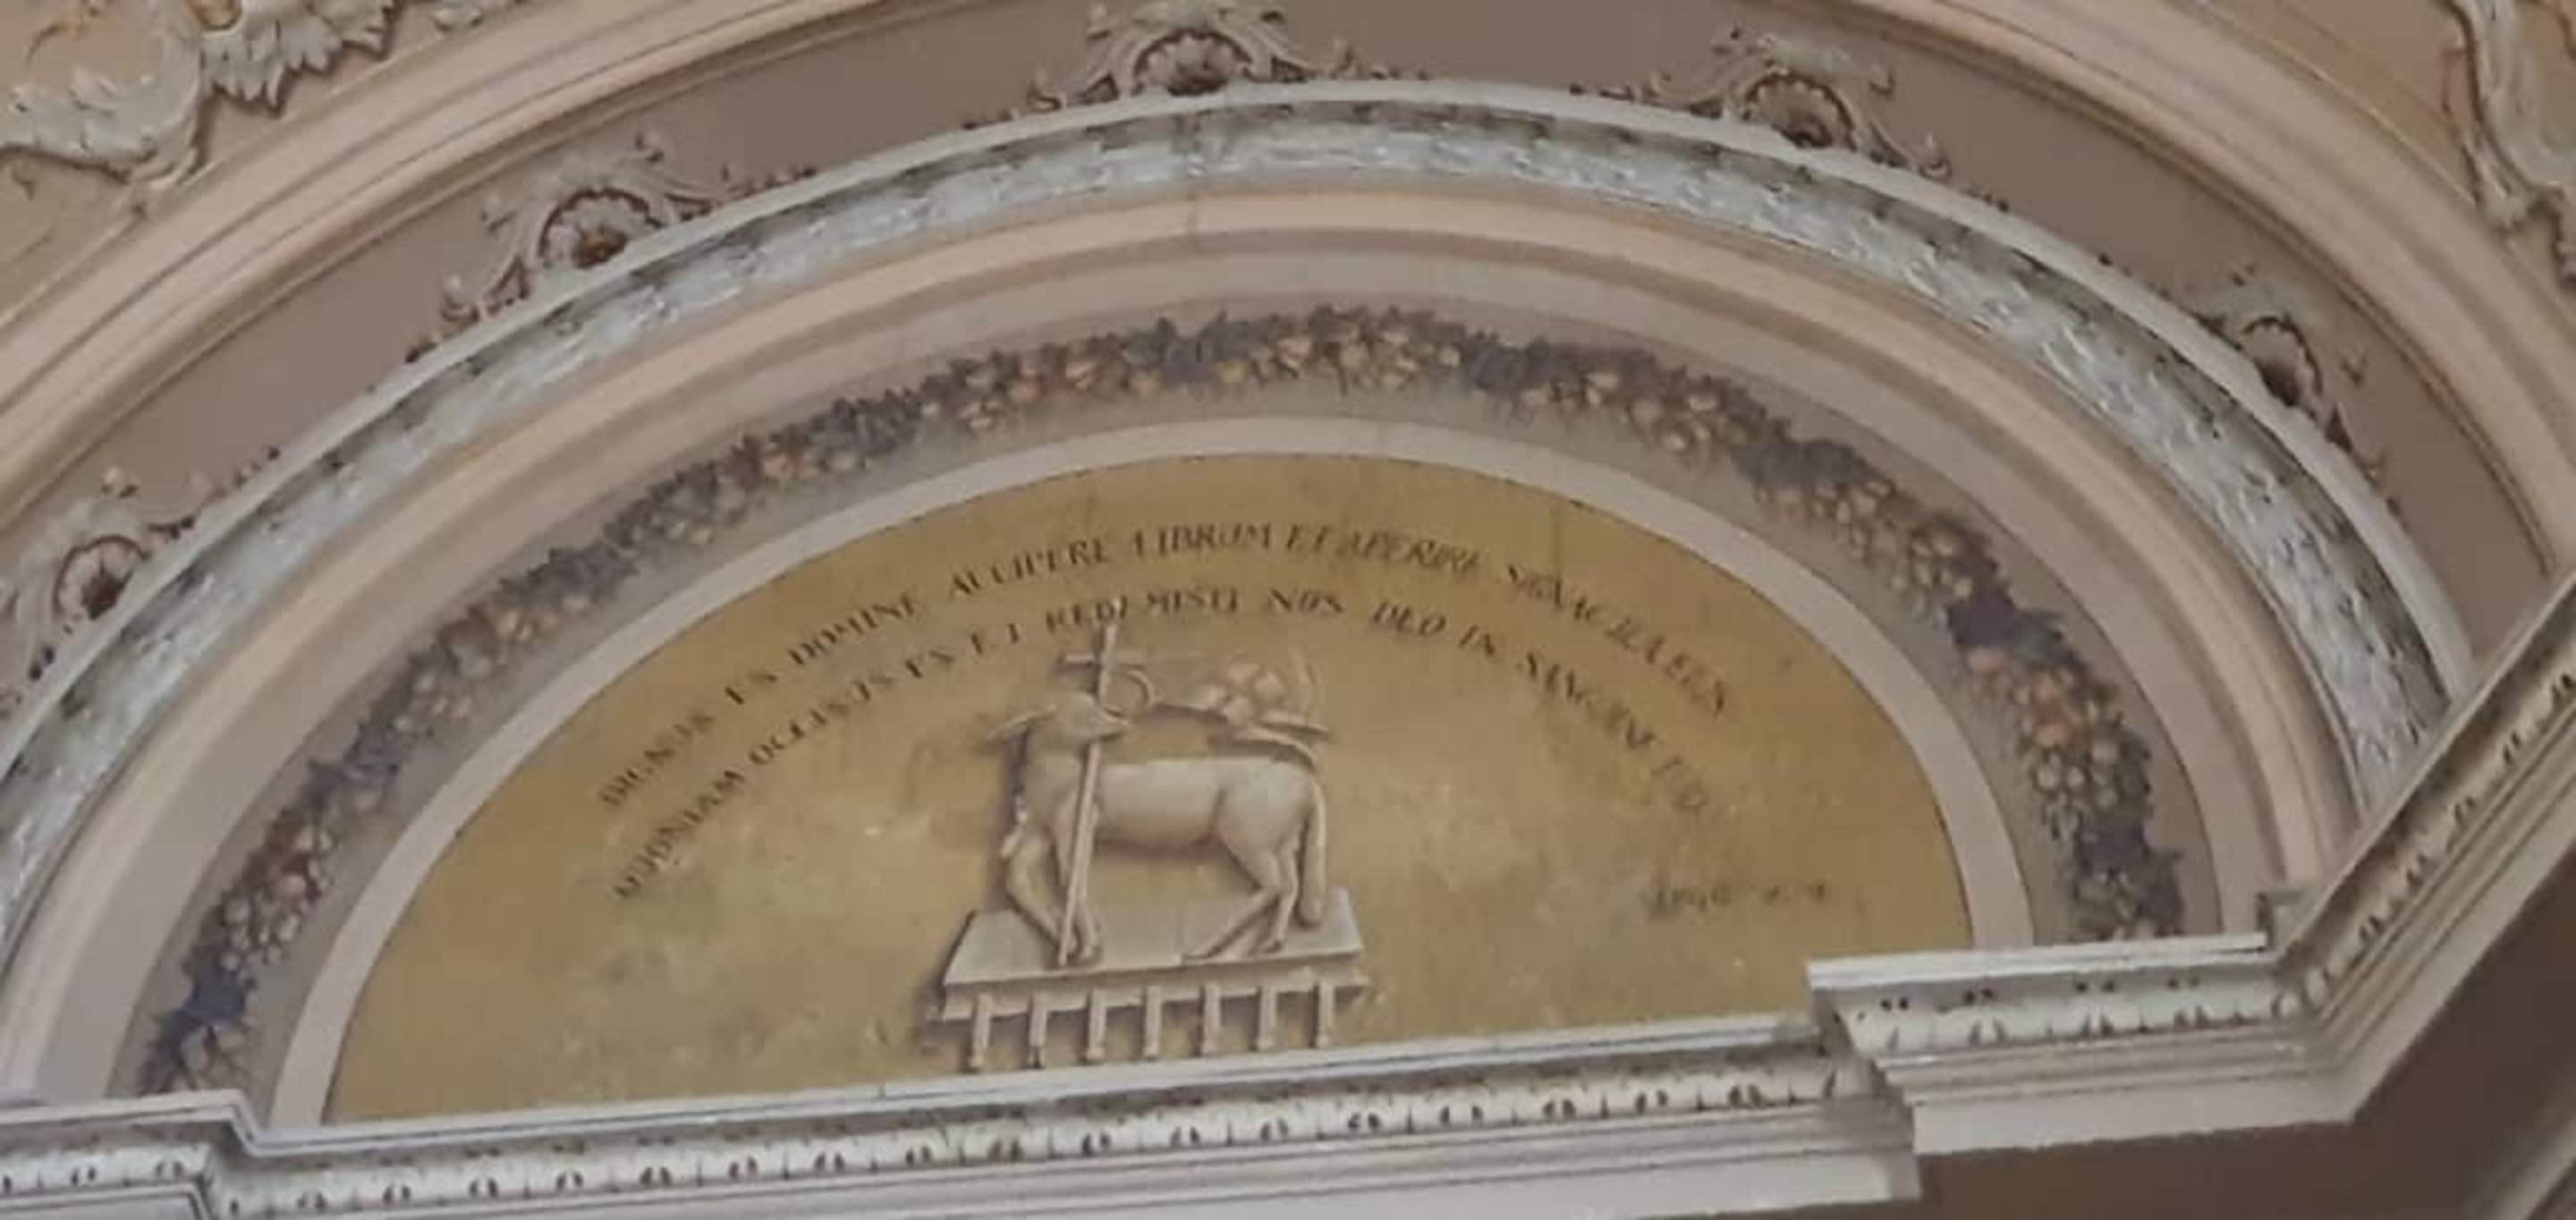 DIGNUS ES DOMINE ACCIPERE LIBRUM ET APERIRE SIGNACULA EIUS
QUONIAM OCCISUS ES ET REDEMISTI NOS DEO IN SANGUINE TUO